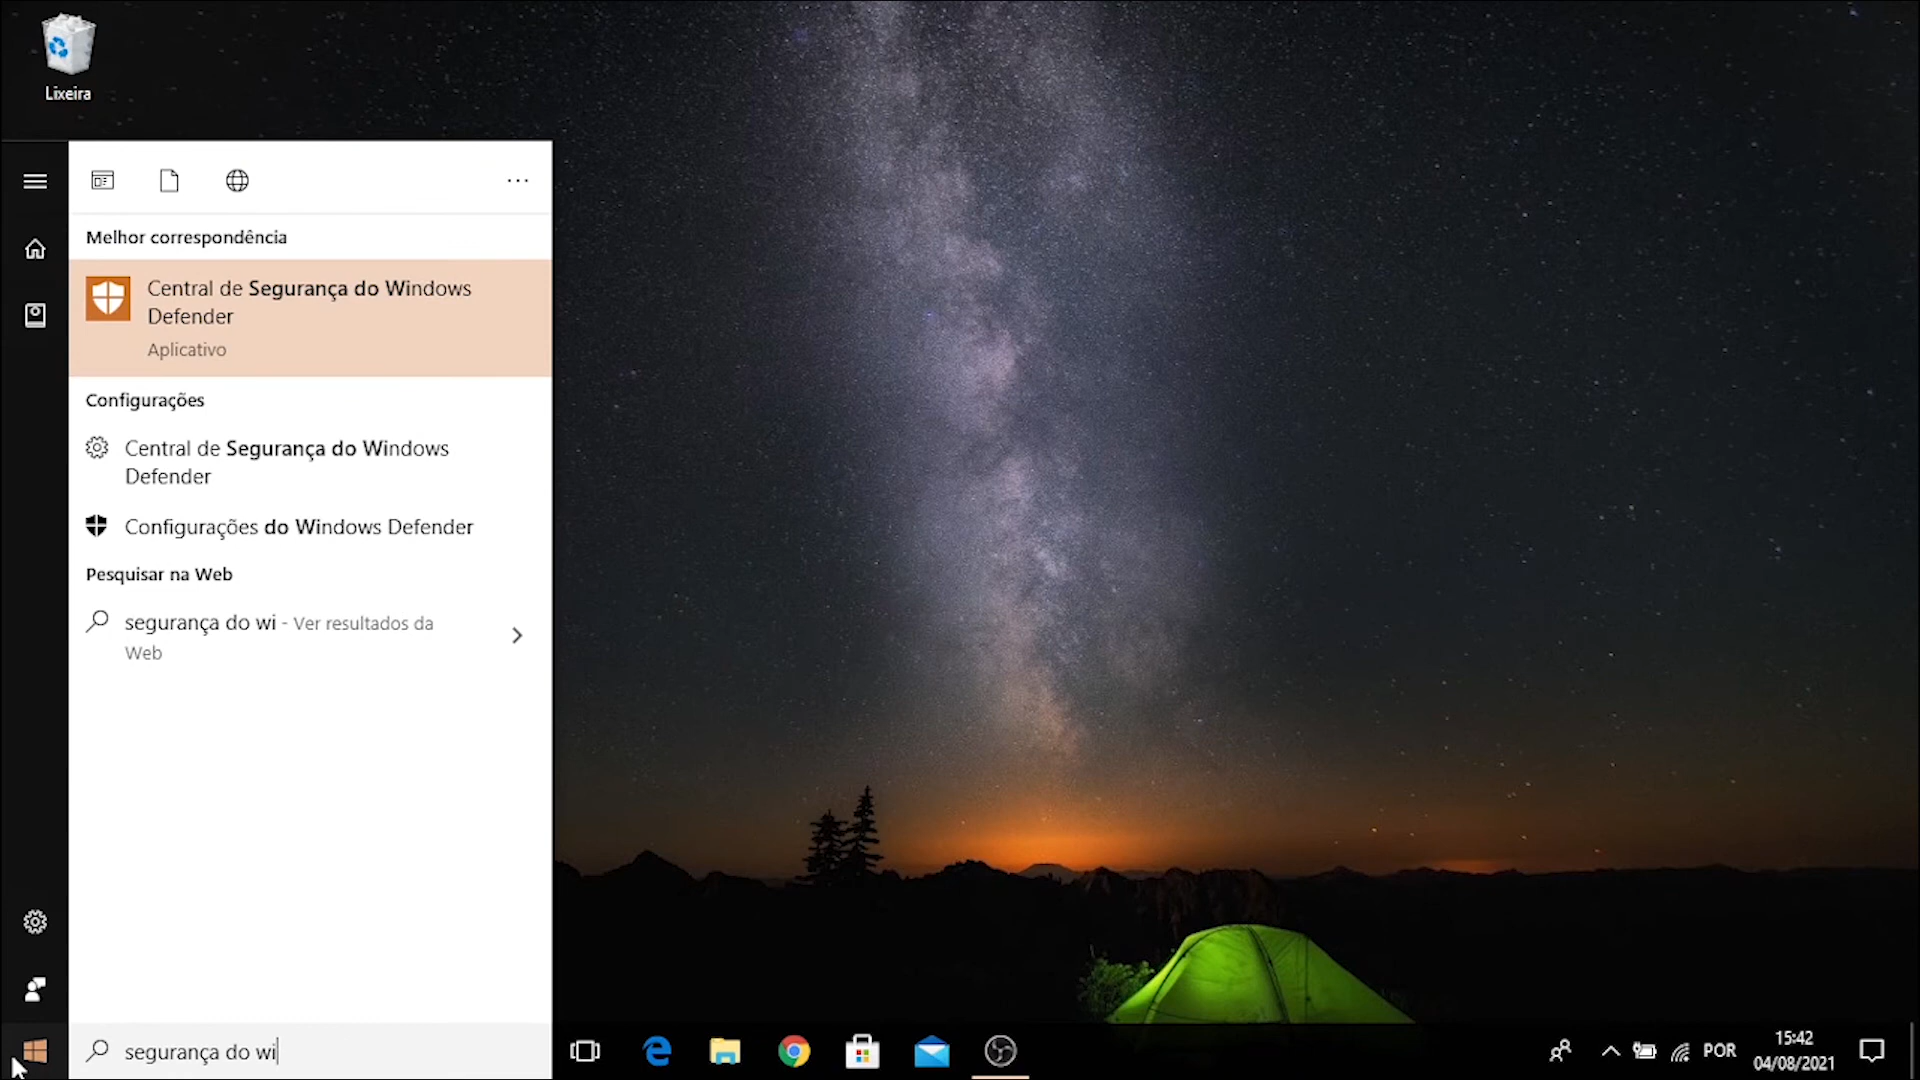 Lixeira
Melhor correspondência
Central de Segurança do Windows
Defender
Aplicativo
Configurações
Central de Segurança do Windows
Defender
Configurações do Windows Defender
Pesquisar na Web
segurança do wi - Ver resultados da
Web
segurança do wi
POR
15:42
04/08/2021